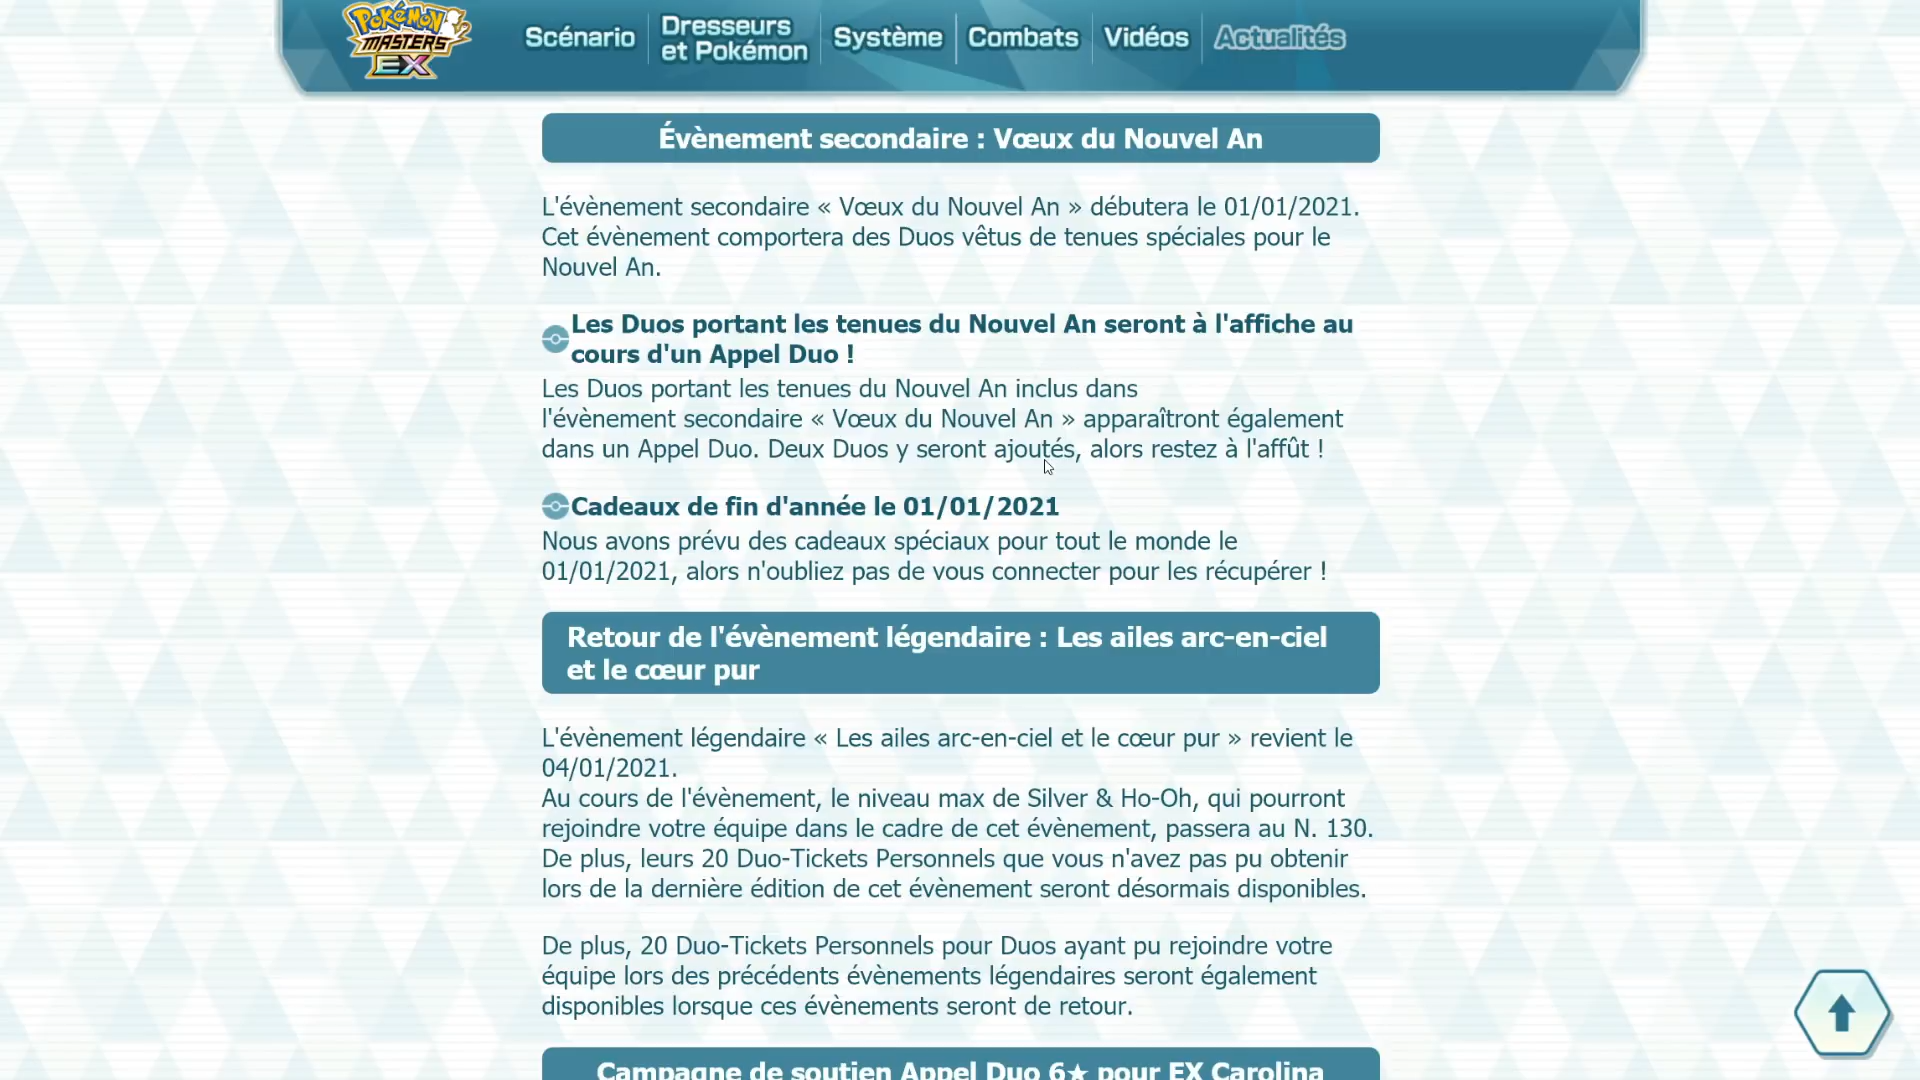 Pokémon
MASTERS
EX
Scénario
Dresseurs
et Pokémon
Système
Combats
Vidéos
Actualités
Évènement secondaire : Vœux du Nouvel An
L'évènement secondaire « Vœux du Nouvel An » débutera le 01/01/2021.
Cet évènement comportera des Duos vêtus de tenues spéciales pour le
Nouvel An.
Les Duos portant les tenues du Nouvel An seront à l'affiche au
cours d'un Appel Duo !
Les Duos portant les tenues du Nouvel An inclus dans
l'évènement secondaire « Vœux du Nouvel An » apparaîtront également
dans un Appel Duo. Deux Duos y seront ajoutés, alors restez à l'affût !
Cadeaux de fin d'année le 01/01/2021
Nous avons prévu des cadeaux spéciaux pour tout le monde le
01/01/2021, alors n'oubliez pas de vous connecter pour les récupérer !
Retour de l'évènement légendaire : Les ailes arc-en-ciel
et le cœur pur
L'évènement légendaire « Les ailes arc-en-ciel et le cœur pur » revient le
04/01/2021.
Au cours de l'évènement, le niveau max de Silver & Ho-Oh, qui pourront
rejoindre votre équipe dans le cadre de cet évènement, passera au N. 130.
De plus, leurs 20 Duo-Tickets Personnels que vous n'avez pas pu obtenir
lors de la dernière édition de cet évènement seront désormais disponibles.
De plus, 20 Duo-Tickets Personnels pour Duos ayant pu rejoindre votre
équipe lors des précédents évènements légendaires seront également
disponibles lorsque ces évènements seront de retour.
Campagne de soutien Appel Duo 6★ pour EX Carolina